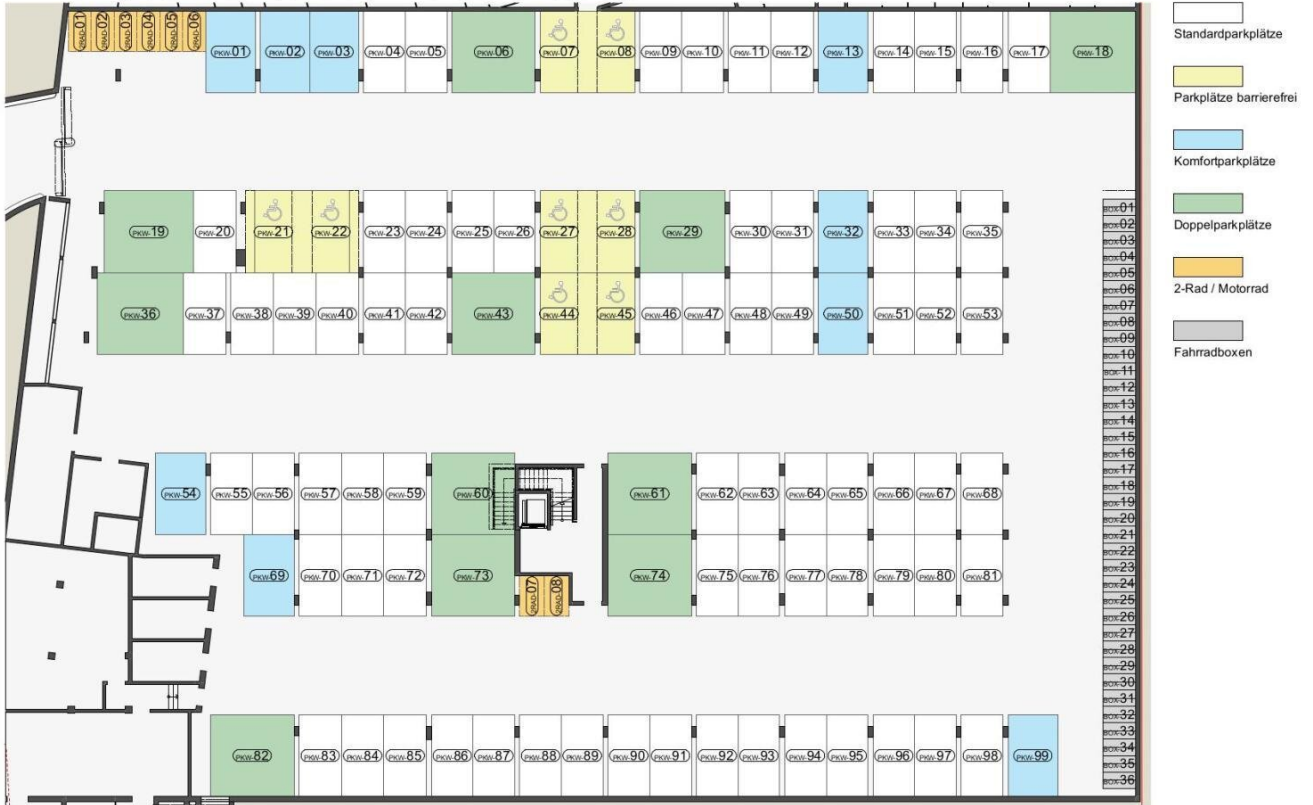 2RAD-01 2RAD-02 2RAD-03 2RAD-04 2RAD-05 2RAD-06
PKW-01 PKW-02 PKW-03 PKW-04 PKW-05 PKW-06 PKW-07 PKW-08 PKW-09 PKW-10 PKW-11 PKW-12 PKW-13 PKW-14 PKW-15 PKW-16 PKW-17 PKW-18
PKW-19 PKW-20 PKW-21 PKW-22 PKW-23 PKW-24 PKW-25 PKW-26 PKW-27 PKW-28 PKW-29 PKW-30 PKW-31 PKW-32 PKW-33 PKW-34 PKW-35
PKW-36 PKW-37 PKW-38 PKW-39 PKW-40 PKW-41 PKW-42 PKW-43 PKW-44 PKW-45 PKW-46 PKW-47 PKW-48 PKW-49 PKW-50 PKW-51 PKW-52 PKW-53
PKW-54 PKW-55 PKW-56 PKW-57 PKW-58 PKW-59 PKW-60 PKW-61 PKW-62 PKW-63 PKW-64 PKW-65 PKW-66 PKW-67 PKW-68
PKW-69 PKW-70 PKW-71 PKW-72 PKW-73 2RAD-07 2RAD-08 PKW-74 PKW-75 PKW-76 PKW-77 PKW-78 PKW-79 PKW-80 PKW-81
PKW-82 PKW-83 PKW-84 PKW-85 PKW-86 PKW-87 PKW-88 PKW-89 PKW-90 PKW-91 PKW-92 PKW-93 PKW-94 PKW-95 PKW-96 PKW-97 PKW-98 PKW-99
BOX-01
BOX-02
BOX-03
BOX-04
BOX-05
BOX-06
BOX-07
BOX-08
BOX-09
BOX-10
BOX-11
BOX-12
BOX-13
BOX-14
BOX-15
BOX-16
BOX-17
BOX-18
BOX-19
BOX-20
BOX-21
BOX-22
BOX-23
BOX-24
BOX-25
BOX-26
BOX-27
BOX-28
BOX-29
BOX-30
BOX-31
BOX-32
BOX-33
BOX-34
BOX-35
BOX-36
Standardparkplätze
Parkplätze barrierefrei
Komfortparkplätze
Doppelparkplätze
2-Rad / Motorrad
Fahrradboxen